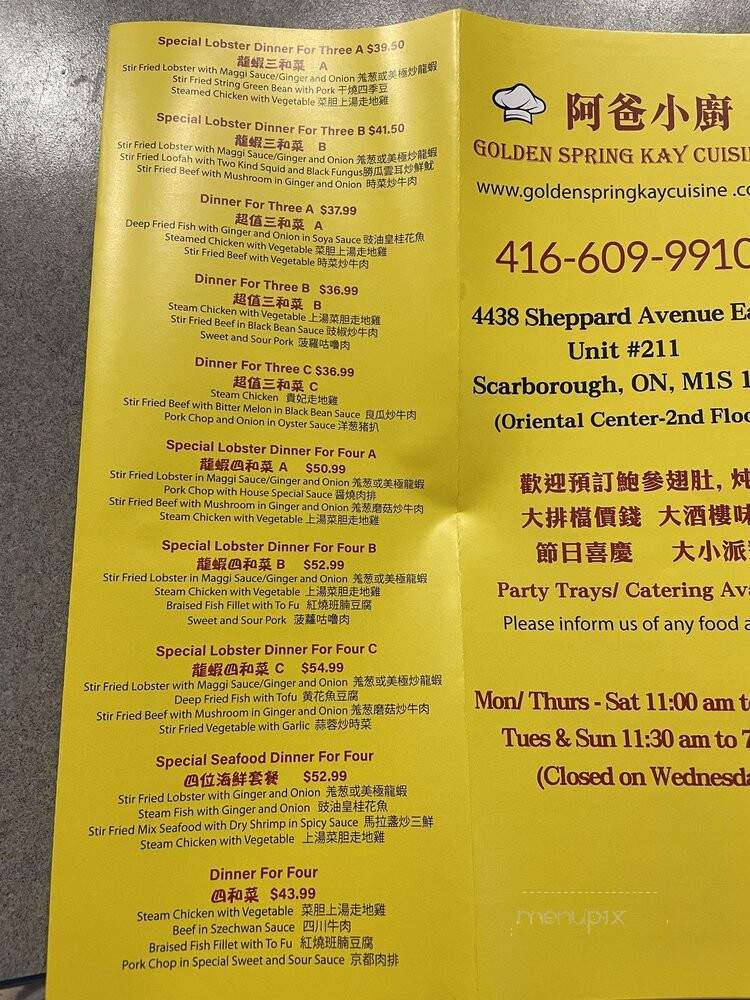 Special Lobster Dinner For Three A $39.50
龍蝦三和菜 A
Stir Fried Lobster with Maggi Sauce/Ginger and Onion 羗葱或美極炒龍蝦
Stir Fried String Green Bean with Pork 干燒四季豆
Steamed Chicken with Vegetable 菜胆上湯走地雞
Special Lobster Dinner For Three B $41.50
龍蝦三和菜 B
Stir Fried Lobster with Maggi Sauce/Ginger and Onion 羗葱或美極炒龍蝦
Stir Fried Loofah with Two Kind Squid and Black Fungus勝瓜雲耳炒鮮魷
Stir Fried Beef with Mushroom in Ginger and Onion 時菜炒牛肉
Dinner For Three A $37.99
超值三和菜 A
Deep Fried Fish with Ginger and Onion in Soya Sauce 豉油皇桂花魚
Steamed Chicken with Vegetable 菜胆上湯走地雞
Stir Fried Beef with Vegetable 時菜炒牛肉
Dinner For Three B $36.99
超值三和菜 B
Steam Chicken with Vegetable 上湯菜胆走地雞
Stir Fried Beef in Black Bean Sauce 豉椒炒牛肉
Sweet and Sour Pork 菠蘿咕嚕肉
Dinner For Three C $36.99
超值三和菜 C
Steam Chicken 貴妃走地雞
Stir Fried Beef with Bitter Melon in Black Bean Sauce 良瓜炒牛肉
Pork Chop and Onion in Oyster Sauce 洋葱猪扒
Special Lobster Dinner For Four A
龍蝦四和菜 A $50.99
Stir Fried Lobster in Maggi Sauce/Ginger and Onion 羗葱或美極龍蝦
Pork Chop with House Special Sauce 醬燒肉排
Stir Fried Beef with Mushroom in Ginger and Onion 羗葱磨菇炒牛肉
Steam Chicken with Vegetable 上湯菜胆走地雞
Special Lobster Dinner For Four B
龍蝦四和菜 B $52.99
Stir Fried Lobster in Maggi Sauce/Ginger and Onion 羗葱或美極龍蝦
Steam Chicken with Vegetable 上湯菜胆走地雞
Braised Fish Fillet with To Fu 紅燒班腩豆腐
Sweet and Sour Pork 菠蘿咕嚕肉
Special Lobster Dinner For Four C
龍蝦四和菜 C $54.99
Stir Fried Lobster with Maggi Sauce/Ginger and Onion 羗葱或美極龍蝦
Deep Fried Fish with Tofu 黄花魚豆腐
Stir Fried Beef with Mushroom in Ginger and Onion 羗葱磨菇炒牛肉
Stir Fried Vegetable with Garlic 蒜蓉炒時菜
Special Seafood Dinner For Four
四位海鮮套餐 $52.99
Stir Fried Lobster with Ginger and Onion 羗葱或美極龍蝦
Steam Fish with Ginger and Onion 豉油皇桂花魚
Stir Fried Mix Seafood with Dry Shrimp in Spicy Sauce 馬拉盞炒三鮮
Steam Chicken with Vegetable 上湯菜胆走地雞
Dinner For Four
四和菜 $43.99
Steam Chicken with Vegetable 菜胆上湯走地雞
Beef in Szechwan Sauce 四川牛肉
Braised Fish Fillet with To Fu 紅燒班腩豆腐
Pork Chop in Special Sweet and Sour Sauce 京都肉排
阿爸小廚
GOLDEN SPRING KAY CUISI
www.goldenspringkaycuisine .co
416-609-9910
4438 Sheppard Avenue Ea
Unit #211
Scarborough, ON, M1S 1
(Oriental Center-2nd Floo
歡迎預訂鮑參翅肚, 炖
大排檔價錢 大酒樓味
節日喜慶 大小派
Party Trays/ Catering Ava
Please inform us of any food a
Mon/ Thurs - Sat 11:00 am to
Tues & Sun 11:30 am to 7
(Closed on Wednesda
menupix